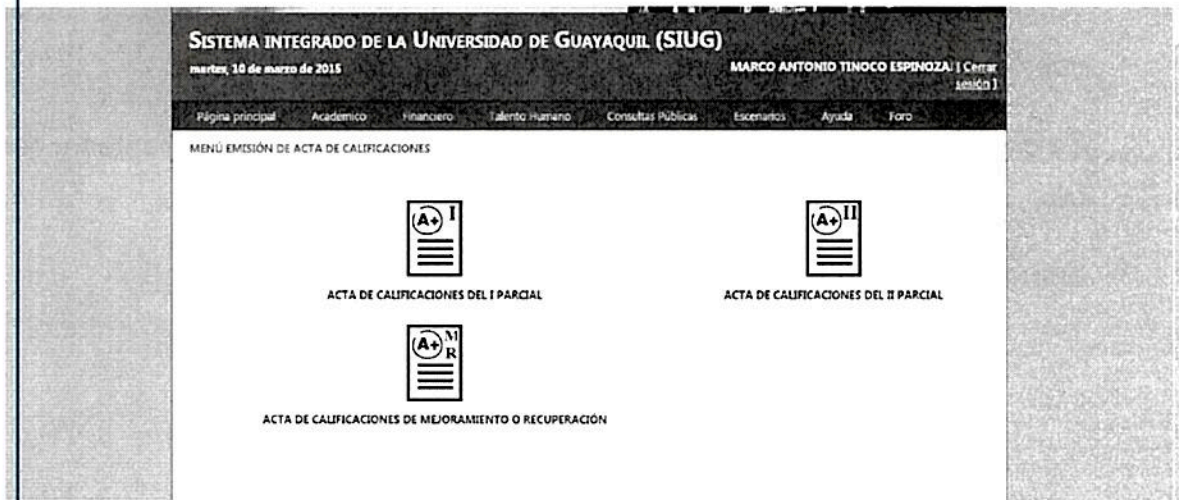 SISTEMA INTEGRADO DE LA UNIVERSIDAD DE GUAYAQUIL (SIUG)
martes, 10 de marzo de 2015
MARCO ANTONIO TINOCO ESPINOZA! [ Cerrar
sesión ]
Página principal Académico Financiero Talento Humano Consultas Públicas Escenarios Ayuda Foro
MENÚ EMISIÓN DE ACTA DE CALIFICACIONES
A+ I
A+ II
ACTA DE CALIFICACIONES DEL I PARCIAL
ACTA DE CALIFICACIONES DEL II PARCIAL
A+ M
R
ACTA DE CALIFICACIONES DE MEJORAMIENTO O RECUPERACIÓN